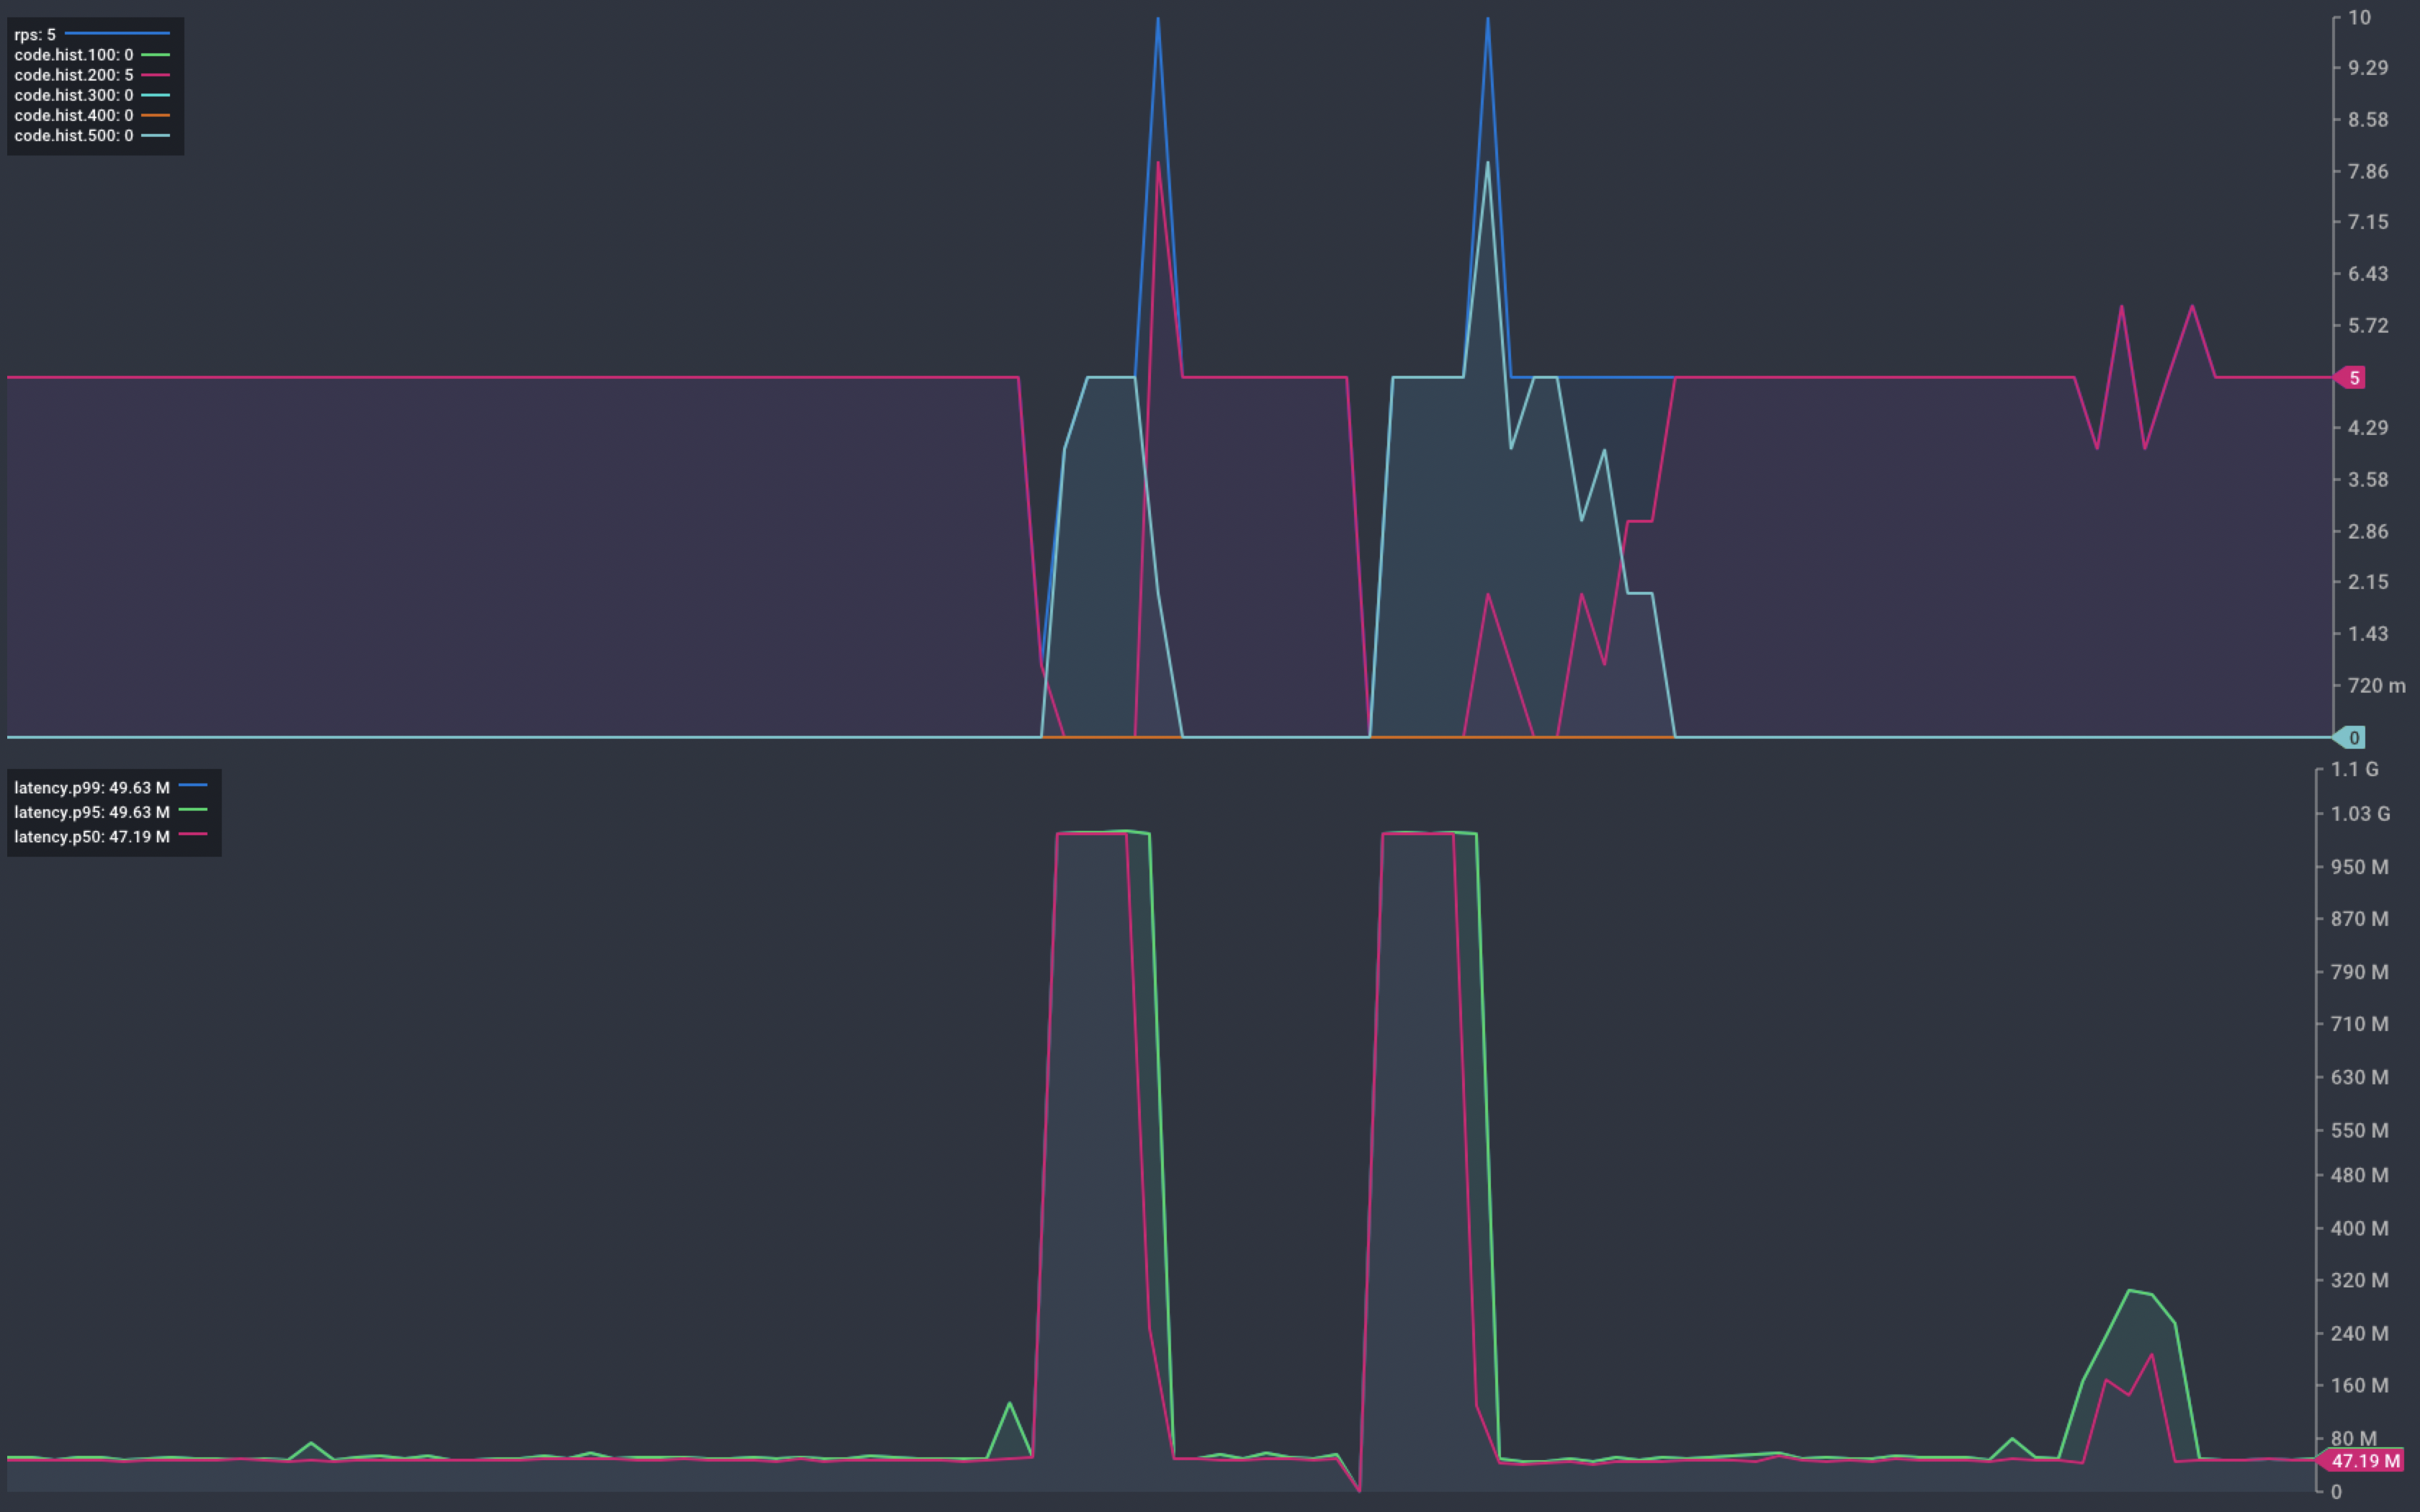 rps: 5
code.hist.100: 0
code.hist.200: 5
code.hist.300: 0
code.hist.400: 0
code.hist.500: 0
10
9.29
8.58
7.86
7.15
6.43
5.72
5
4.29
3.58
2.86
2.15
1.43
720 m
0
latency.p99: 49.63 M
latency.p95: 49.63 M
latency.p50: 47.19 M
1.1 G
1.03 G
950 M
870 M
790 M
710 M
630 M
550 M
480 M
400 M
320 M
240 M
160 M
80 M
47.19 M
0